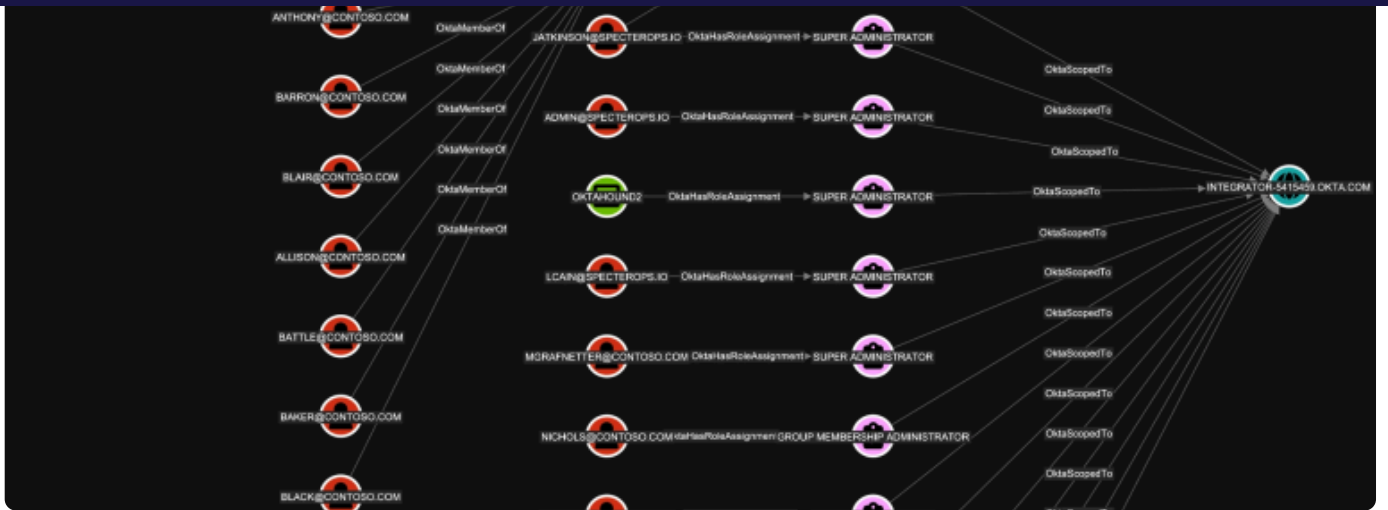 ANTHONY@CONTOSO.COM
OktaMemberOf
JATKINSON@SPECTEROPS.IO OktaHasRoleAssignment SUPER ADMINISTRATOR
OktaScopedTo
OktaMemberOf
BARRON@CONTOSO.COM
OktaMemberOf
OktaScopedTo
ADMIN@SPECTEROPS.IO OktaHasRoleAssignment SUPER ADMINISTRATOR
OktaMemberOf
OktaScopedTo
BLAIR@CONTOSO.COM
OktaMemberOf
OKTAHOUND2 OktaHasRoleAssignment SUPER ADMINISTRATOR
OktaScopedTo
INTEGRATOR-5415459.OKTA.COM
OktaMemberOf
OktaScopedTo
ALLISON@CONTOSO.COM
LCAIN@SPECTEROPS.IO OktaHasRoleAssignment SUPER ADMINISTRATOR
OktaScopedTo
OktaScopedTo
BATTLE@CONTOSO.COM
MGRAFNETTER@CONTOSO.COM OktaHasRoleAssignment SUPER ADMINISTRATOR
OktaScopedTo
OktaScopedTo
BAKER@CONTOSO.COM
NICHOLS@CONTOSO.COM ktaHasRoleAssignmen GROUP MEMBERSHIP ADMINISTRATOR
OktaScopedTo
OktaScopedTo
BLACK@CONTOSO.COM